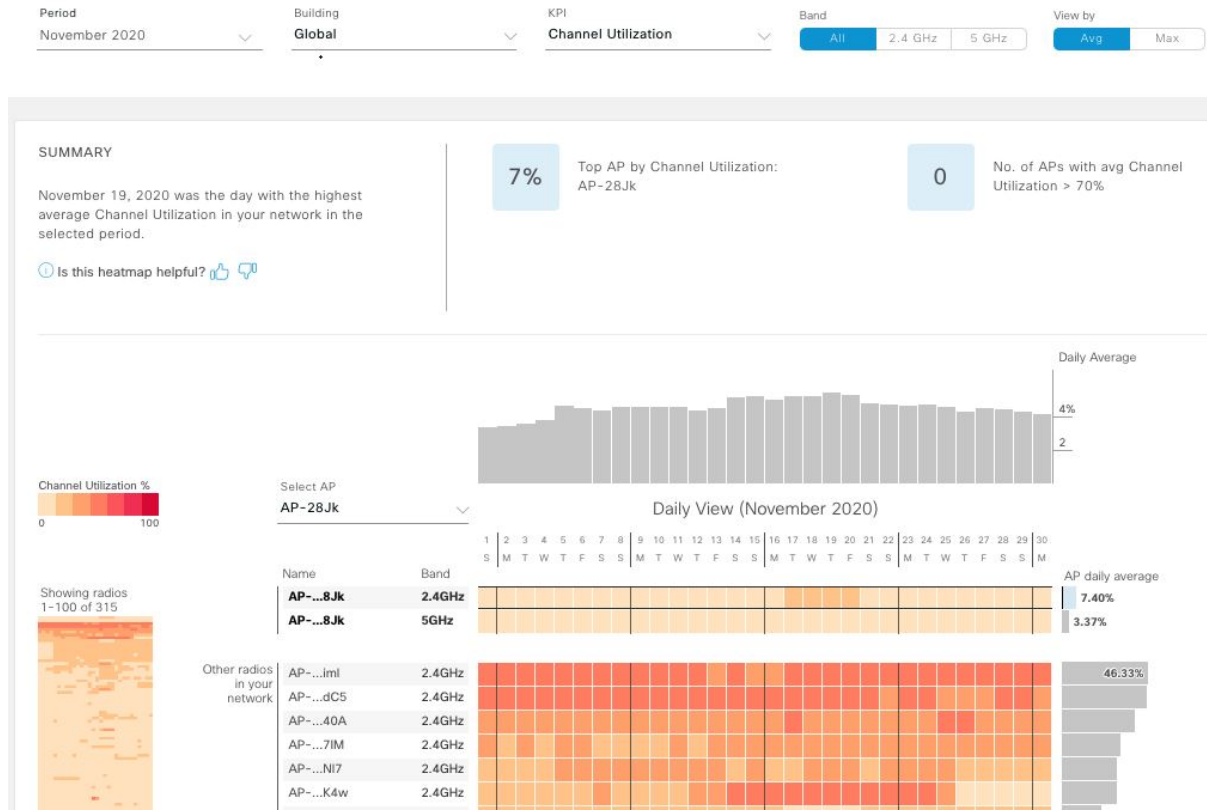 Period
November 2020
Building
Global
KPI
Channel Utilization
Band
All 2.4 GHz 5 GHz
View by
Avg Max
SUMMARY
November 19, 2020 was the day with the highest
average Channel Utilization in your network in the
selected period.
Is this heatmap helpful?
7%
Top AP by Channel Utilization:
AP-28Jk
0
No. of APs with avg Channel
Utilization > 70%
Daily Average
4%
2
Channel Utilization %
0 100
Select AP
AP-28Jk
Daily View (November 2020)
1 2 3 4 5 6 7 8 9 10 11 12 13 14 15 16 17 18 19 20 21 22 23 24 25 26 27 28 29 30
S M T W T F S S M T W T F S S M T W T F S S M T W T F S S M
Name Band
AP daily average
Showing radios
1-100 of 315
AP-...8Jk 2.4GHz 7.40%
AP-...8Jk 5GHz 3.37%
Other radios
in your
network
AP-...iml 2.4GHz 46.33%
AP-...dC5 2.4GHz
AP-...40A 2.4GHz
AP-...7IM 2.4GHz
AP-...NI7 2.4GHz
AP-...K4w 2.4GHz